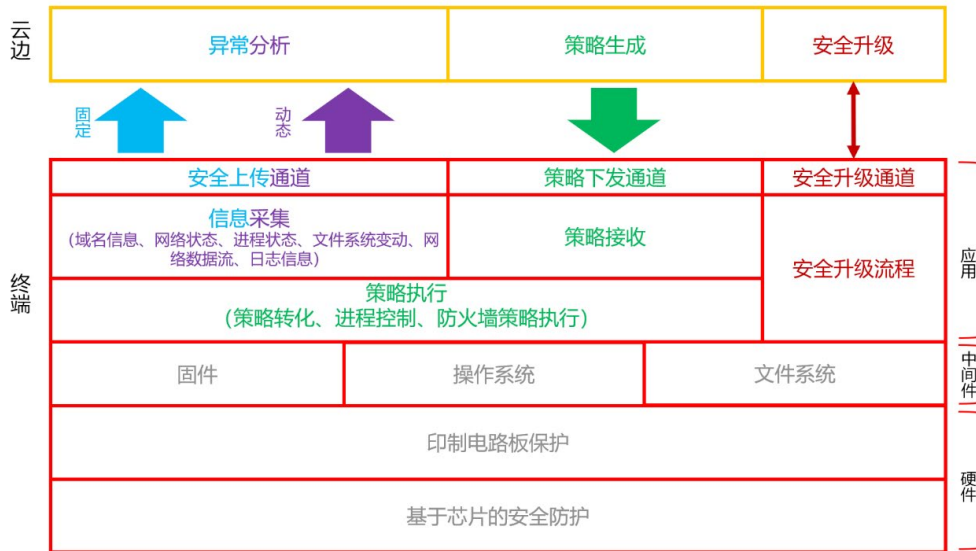 云边
异常分析
策略生成
安全升级
固定
动态
安全上传通道
策略下发通道
安全升级通道
信息采集
（域名信息、网络状态、进程状态、文件系统变动、网
络数据流、日志信息）
策略接收
安全升级流程
应用
终端
策略执行
（策略转化、进程控制、防火墙策略执行）
固件
操作系统
文件系统
中间件
印制电路板保护
硬件
基于芯片的安全防护